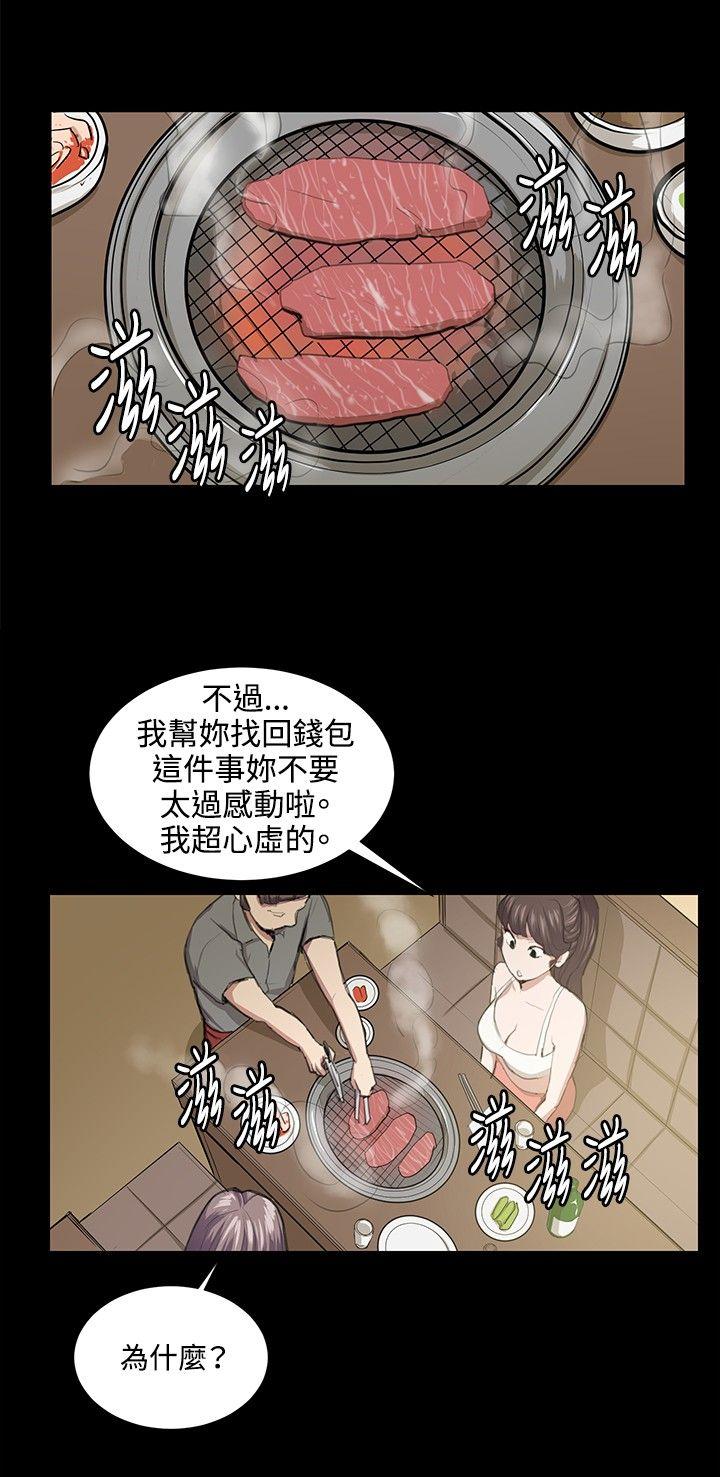 滋 滋
滋 滋 滋
不過...
我幫妳找回錢包
這件事妳不要
太過感動啦。
我超心虛的。
滋 滋
滋 滋 滋
為什麼?